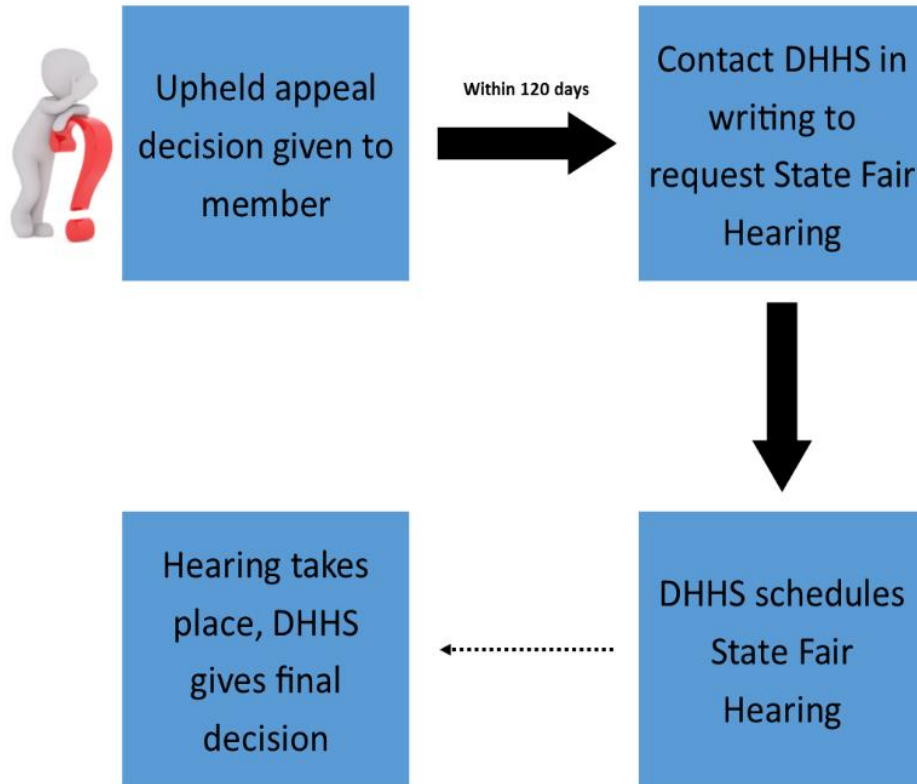 Upheld appeal
decision given to
member
Within 120 days
Contact DHHS in
writing to
request State Fair
Hearing
DHHS schedules
State Fair
Hearing
Hearing takes
place, DHHS
gives final
decision